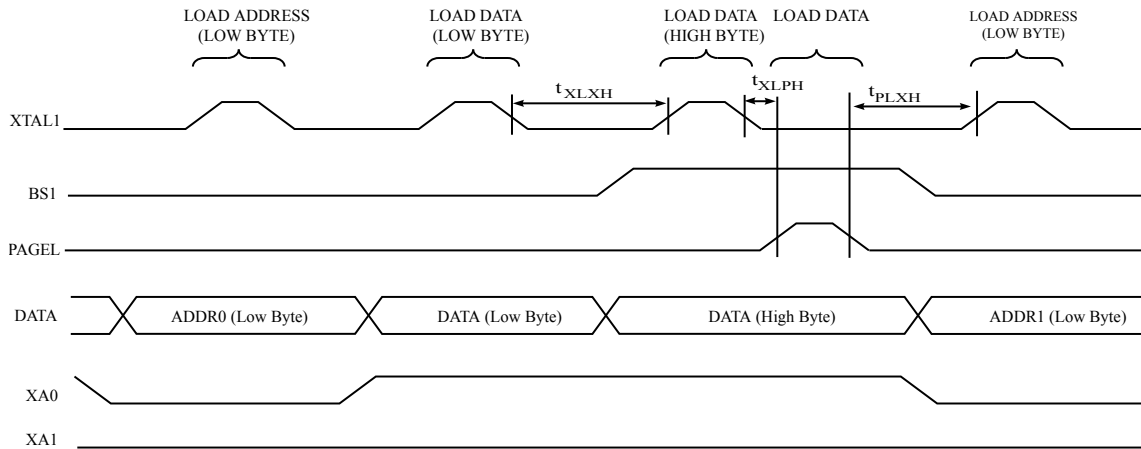 LOAD ADDRESS
(LOW BYTE)
LOAD DATA
(LOW BYTE)
LOAD DATA
(HIGH BYTE)
LOAD DATA
LOAD ADDRESS
(LOW BYTE)
tXLXH
tXLPH
tPLXH
XTAL1
BS1
PAGEL
DATA
ADDR0 (Low Byte)
DATA (Low Byte)
DATA (High Byte)
ADDR1 (Low Byte)
XA0
XA1